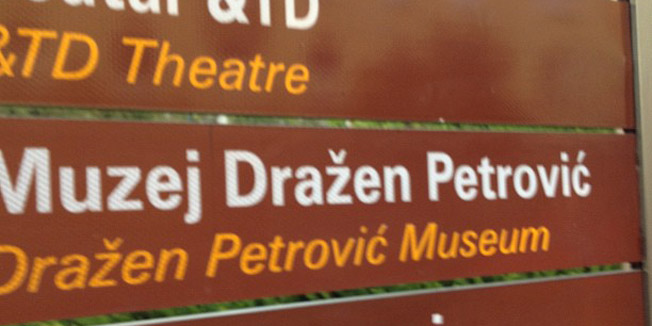 &TD
&TD Theatre
Muzej Dražen Petrović
Dražen Petrović Museum